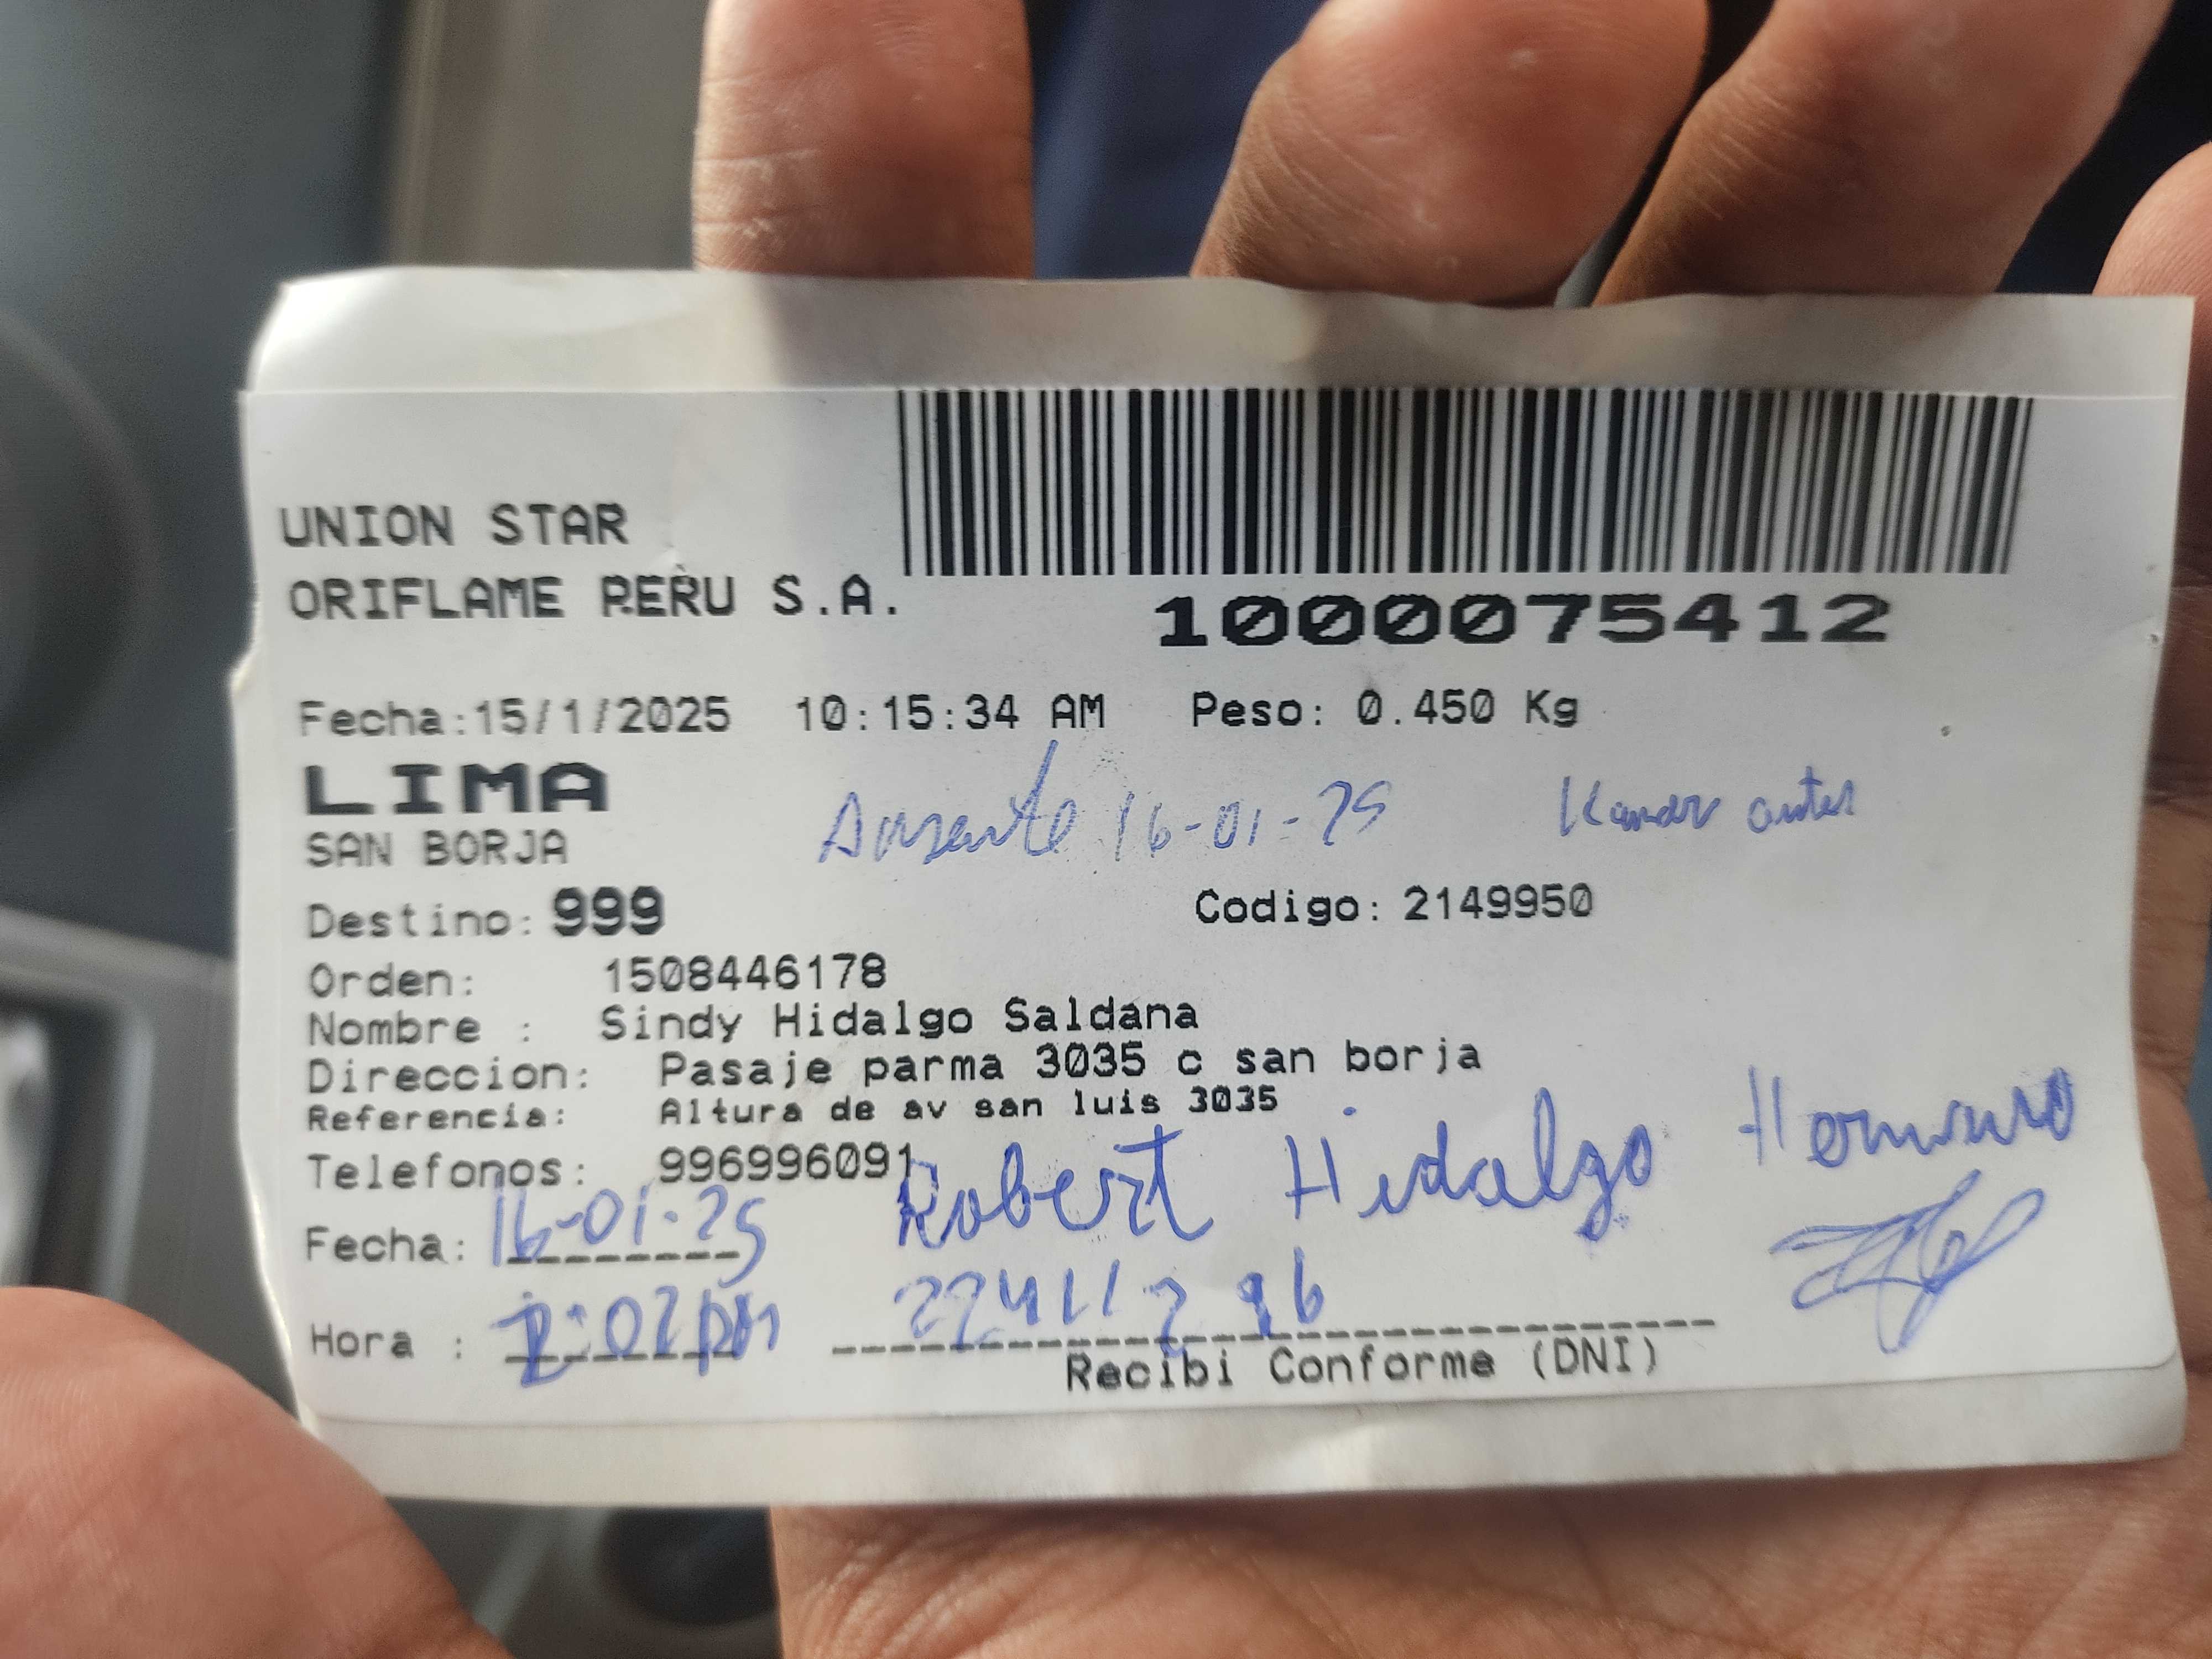 UNION STAR
ORIFLAME PERU S.A.
1000075412
Fecha:15/1/2025 10:15:34 AM Peso: 0.450 Kg
LIMA
Ausente 16-01-25
SAN BORJA
Destino: 999 Codigo: 2149950
Orden: 1508446178
Nombre : Sindy Hidalgo Saldana
Direccion: Pasaje parma 3035 c san borja
Referencia: Altura de av san luis 3035
Telefonos: 996996091
Robert Hidalgo Hermano
Fecha: 16-01-25
Hora :
Recibi Conforme (DNI)